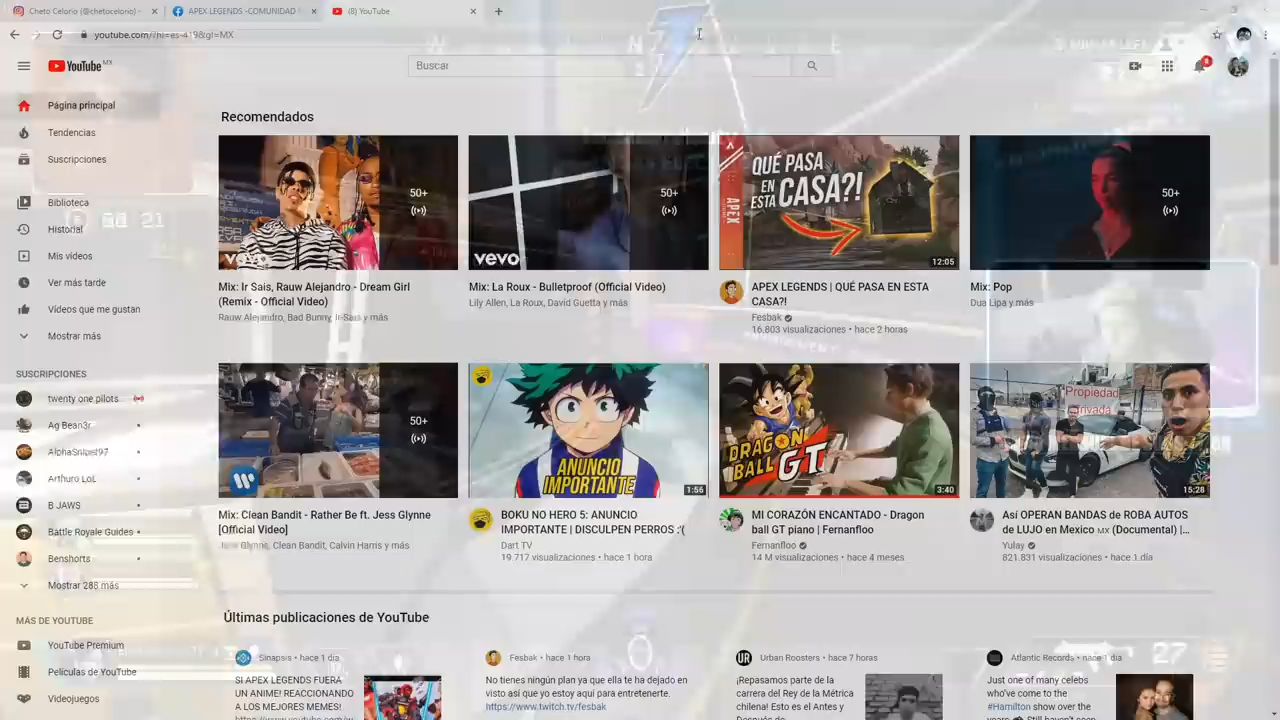 Cheto Celorio (@chetocelorio) •
APEX LEGENDS -COMUNIDAD
(8) YouTube
youtube.com/?hl=es-419&gl=MX
YouTube MX
Buscar
8
Página principal
Tendencias
Suscripciones
Biblioteca
Historial
Mis videos
Ver más tarde
Videos que me gustan
Mostrar más
SUSCRIPCIONES
twenty one pilots
Ag Bean3r
Arthuro LoL
B JAWS
Battle Royale Guides
Benshorts
Mostrar 288 más
MÁS DE YOUTUBE
YouTube Premium
Películas de YouTube
Videojuegos
Recomendados
50+
vevo
Mix: Ir Sais, Rauw Alejandro - Dream Girl
(Remix - Official Video)
Rauw Alejandro, Bad Bunny, Ir Sais y más
50+
vevo
Mix: La Roux - Bulletproof (Official Video)
Lily Allen, La Roux, David Guetta y más
APEX
QUÉ PASA
EN
ESTA CASA?!
12:05
APEX LEGENDS | QUÉ PASA EN ESTA
CASA?!
Fesbak
16,803 visualizaciones • hace 2 horas
50+
Mix: Pop
Dua Lipa y más
50+
Mix: Clean Bandit - Rather Be ft. Jess Glynne
[Official Video]
Jess Glynne, Clean Bandit, Calvin Harris y más
ANUNCIO
IMPORTANTE
1:56
BOKU NO HERO 5: ANUNCIO
IMPORTANTE | DISCULPEN PERROS :'(
Dart TV
19.717 visualizaciones • hace 1 hora
DRAGON
BALL GT
3:40
MI CORAZÓN ENCANTADO - Dragon
ball GT piano | Fernanfloo
Fernanfloo
14 M visualizaciones • hace 4 meses
Propiedad
Privada
15:28
Así OPERAN BANDAS de ROBA AUTOS
de LUJO en Mexico MX (Documental) |...
Yulay
821.831 visualizaciones • hace 1 día
Últimas publicaciones de YouTube
Sinapsis • hace 1 día
SI APEX LEGENDS FUERA
UN ANIME! REACCIONANDO
A LOS MEJORES MEMES!
Fesbak • hace 1 hora
No tienes ningún plan ya que ella te ha dejado en
visto así que yo estoy aquí para entretenerte.
https://www.twitch.tv/fesbak
UR
Urban Roosters • hace 7 horas
¡Repasamos parte de la
carrera del Rey de la Métrica
chilena! Esto es el Antes y
Atlantic Records • hace 1 día
Just one of many celebs
who've come to the
#Hamilton show over the
27